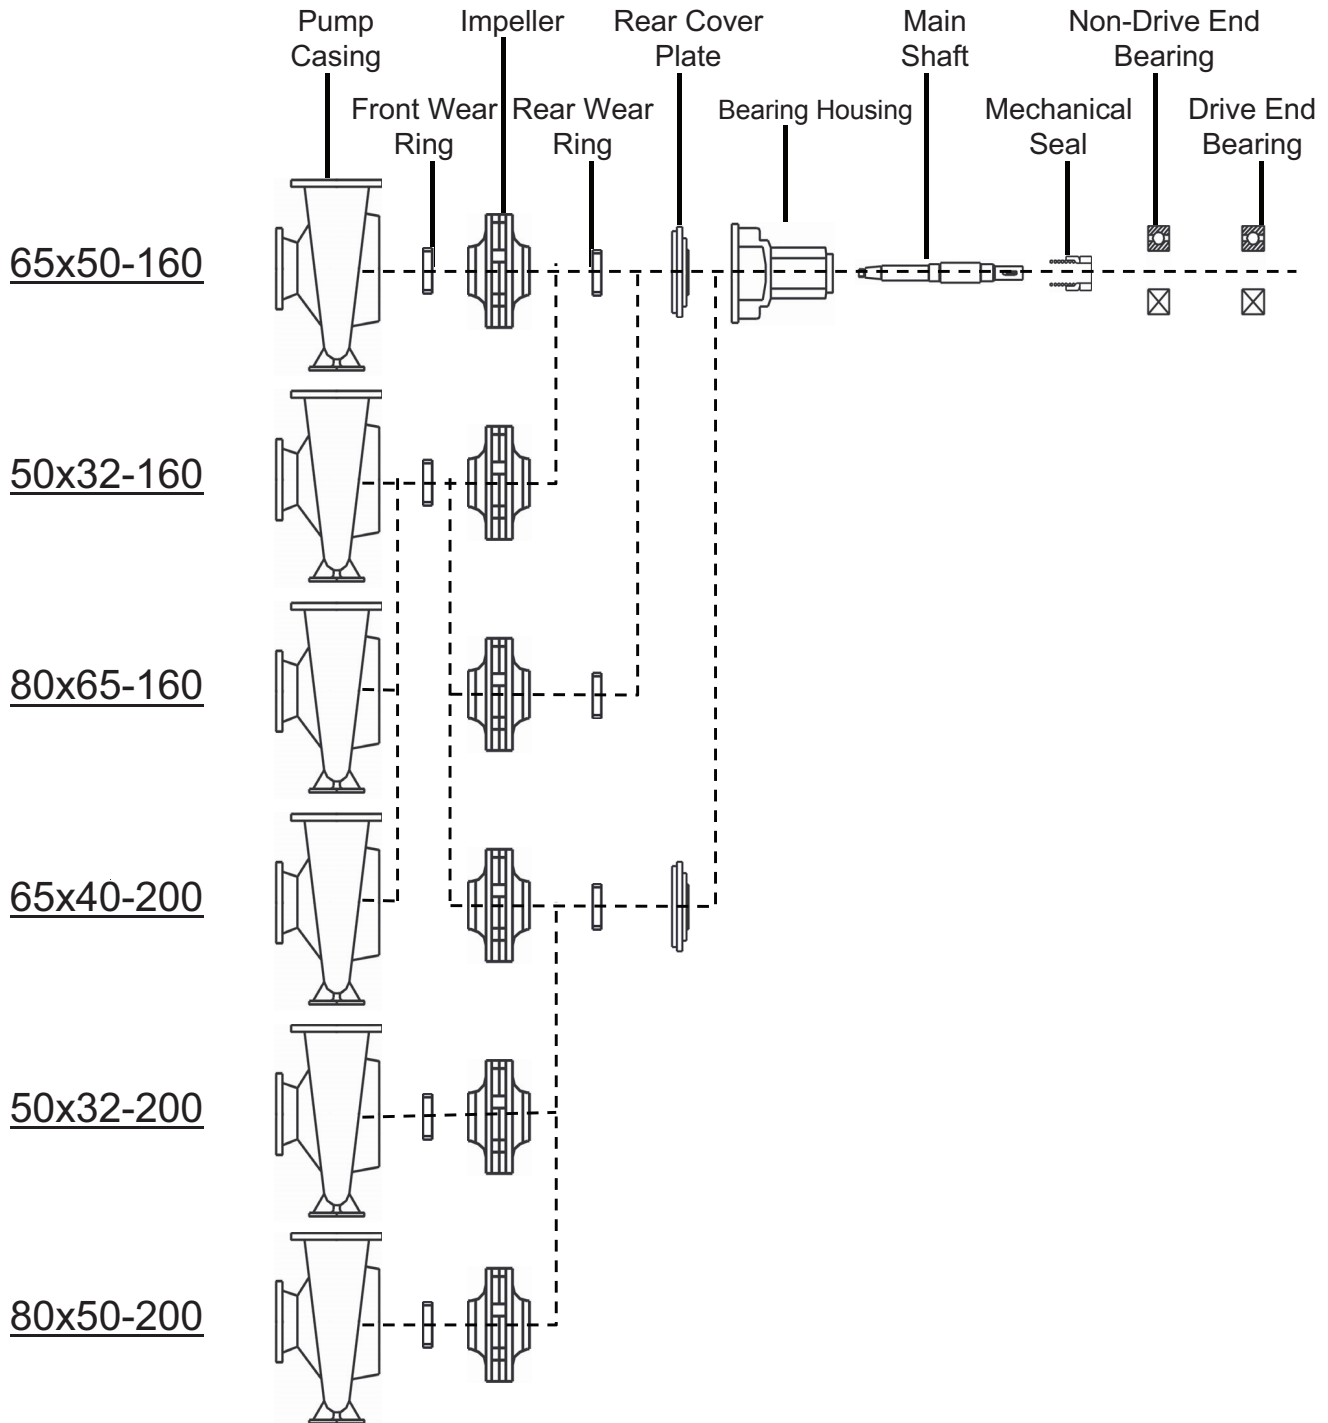 Pump
Casing
Impeller
Rear Cover
Plate
Main
Shaft
Non-Drive End
Bearing
Front Wear
Ring
Rear Wear
Ring
Bearing Housing
Mechanical
Seal
Drive End
Bearing
65x50-160
50x32-160
80x65-160
65x40-200
50x32-200
80x50-200